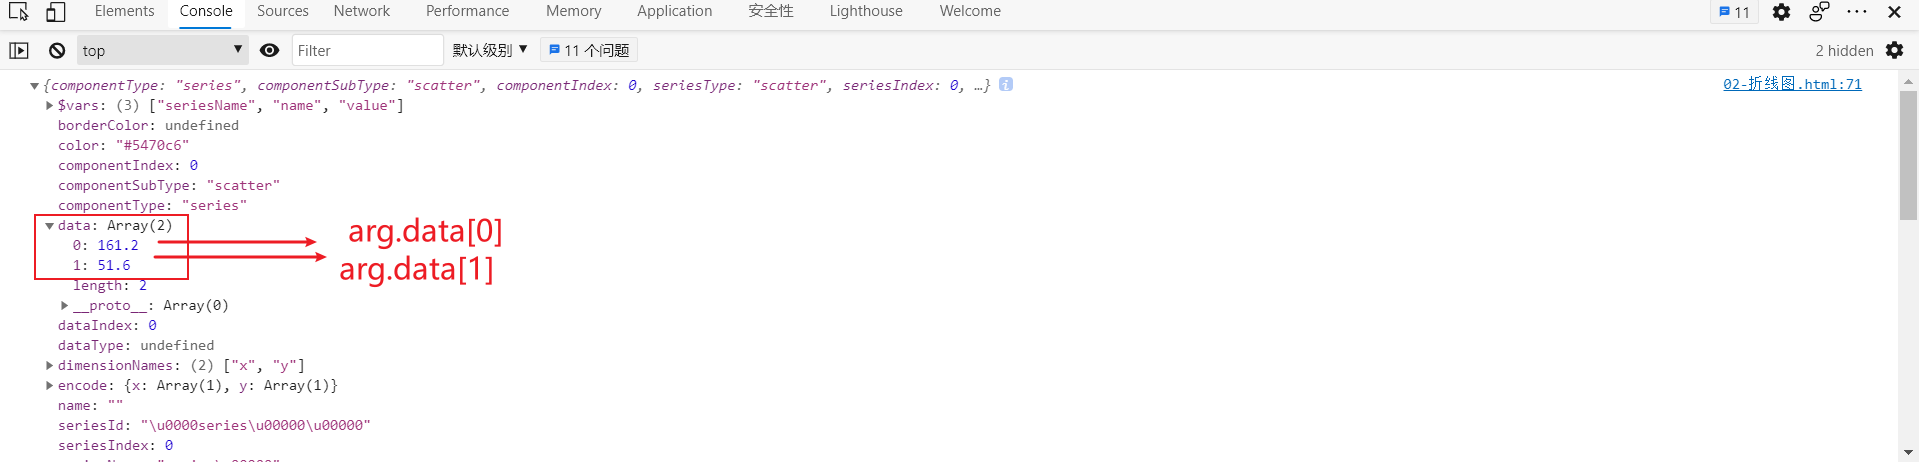 Elements Console Sources Network Performance Memory Application 安全性 Lighthouse Welcome 11
top Filter 默认级别 11 个问题 2 hidden
{componentType: "series", componentSubType: "scatter", componentIndex: 0, seriesType: "scatter", seriesIndex: 0, …} 02-折线图.html:71
$vars: (3) ["seriesName", "name", "value"]
borderColor: undefined
color: "#5470c6"
componentIndex: 0
componentSubType: "scatter"
componentType: "series"
data: Array(2)
0: 161.2 arg.data[0]
1: 51.6 arg.data[1]
length: 2
__proto__: Array(0)
dataIndex: 0
dataType: undefined
dimensionNames: (2) ["x", "y"]
encode: {x: Array(1), y: Array(1)}
name: ""
seriesId: "\u0000series\u00000\u00000"
seriesIndex: 0